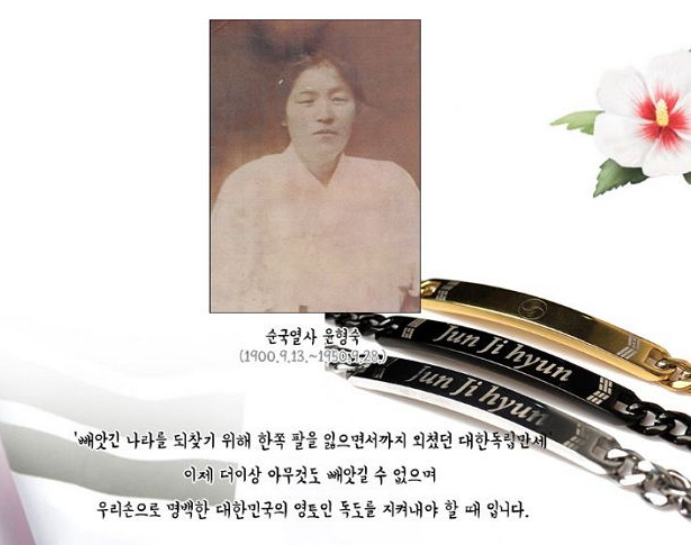 순국열사 윤형숙
(1900.9.13.~1950.9.28.)
Jun Ji hyun
Jun Ji hyun
'빼앗긴 나라를 되찾기 위해 한쪽 팔을 잃으면서까지 외쳤던 대한독립만세'
이제 더이상 아무것도 빼앗길 수 없으며
우리손으로 명백한 대한민국의 영토인 독도를 지켜내야 할 때 입니다.